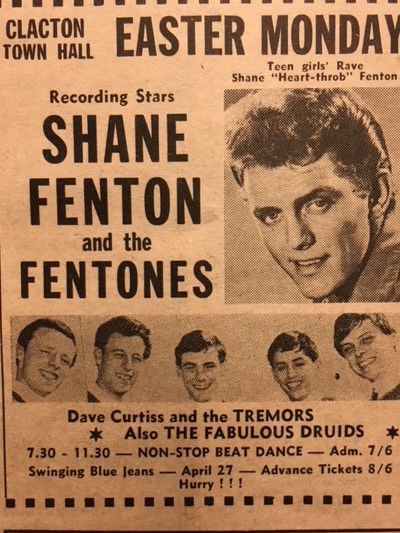 CLACTON
TOWN HALL
EASTER MONDAY
Teen girls' Rave
Shane "Heart-throb" Fenton
Recording Stars
SHANE
FENTON
and the
FENTONES
Dave Curtiss and the TREMORS
* Also THE FABULOUS DRUIDS *
7.30 - 11.30 — NON-STOP BEAT DANCE — Adm. 7/6
Swinging Blue Jeans — April 27 — Advance Tickets 8/6
Hurry ! ! !